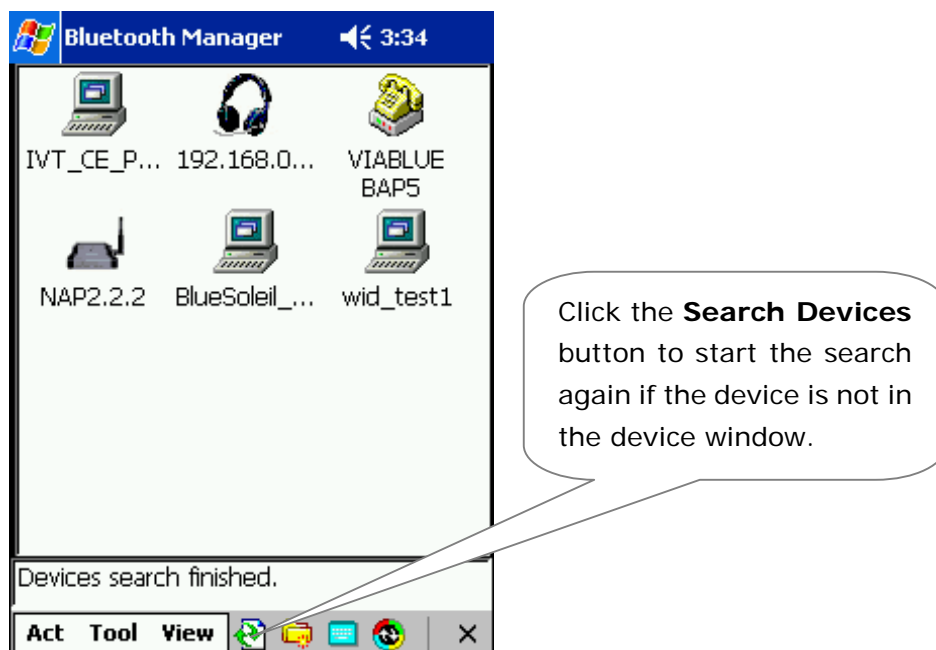 Bluetooth Manager 3:34
IVT_CE_P... 192.168.0... VIABLUE
BAP5
NAP2.2.2 BlueSoleil_... wid_test1
Click the Search Devices
button to start the search
again if the device is not in
the device window.
Devices search finished.
Act Tool View